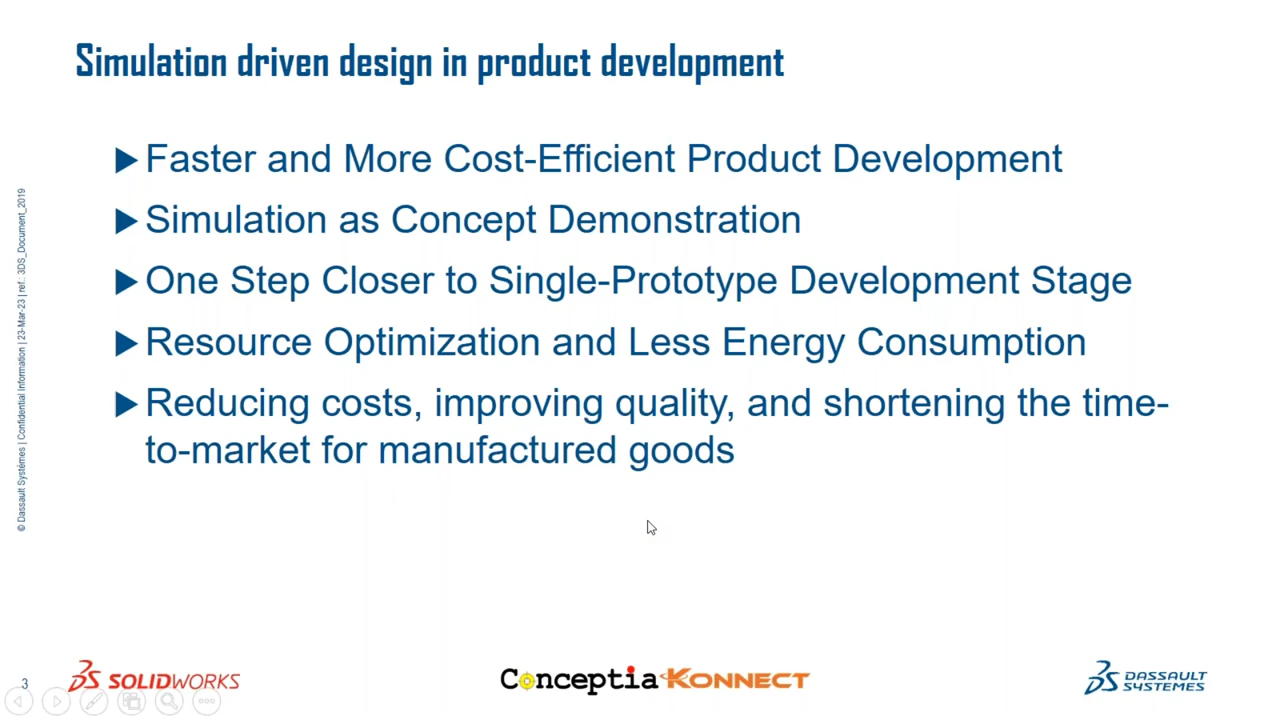 Simulation driven design in product development
▶Faster and More Cost-Efficient Product Development
▶Simulation as Concept Demonstration
▶One Step Closer to Single-Prototype Development Stage
▶Resource Optimization and Less Energy Consumption
▶Reducing costs, improving quality, and shortening the time-
to-market for manufactured goods
© Dassault Systèmes | Confidential Information | 23-Mar-23 | ref.: 3DS_Document_2019
3
SOLIDWORKS
Conceptia KONNECT
DASSAULT
SYSTEMES